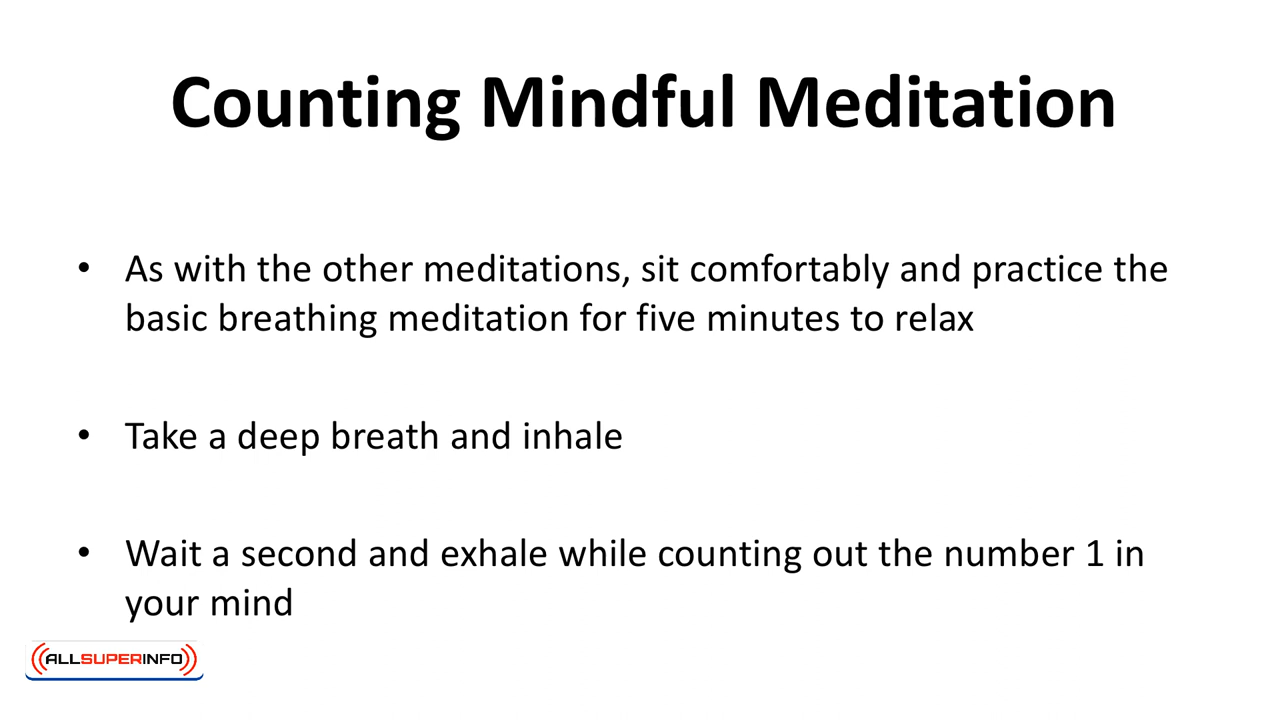 Counting Mindful Meditation
• As with the other meditations, sit comfortably and practice the
basic breathing meditation for five minutes to relax
• Take a deep breath and inhale
• Wait a second and exhale while counting out the number 1 in
your mind
ALLSUPERINFO